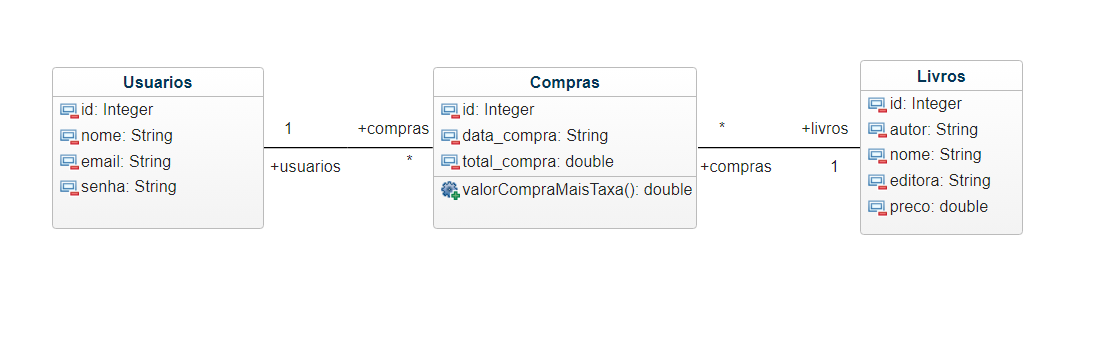 Usuarios
id: Integer
nome: String
email: String
senha: String
1
+compras
+usuarios
*
Compras
id: Integer
data_compra: String
total_compra: double
valorCompraMaisTaxa(): double
*
+livros
+compras
1
Livros
id: Integer
autor: String
nome: String
editora: String
preco: double